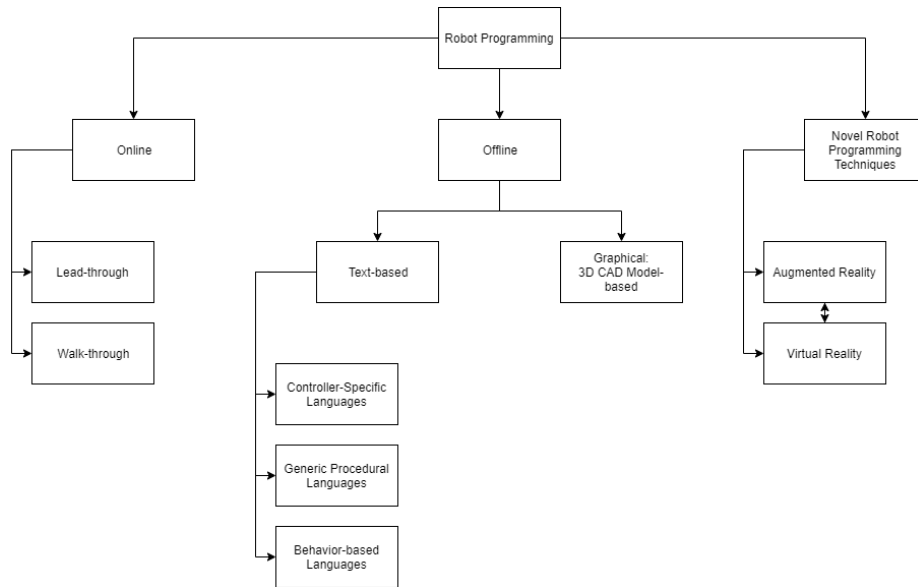 Robot Programming
Online
Offline
Novel Robot
Programming
Techniques
Lead-through
Walk-through
Text-based
Graphical:
3D CAD Model-
based
Augmented Reality
Virtual Reality
Controller-Specific
Languages
Generic Procedural
Languages
Behavior-based
Languages